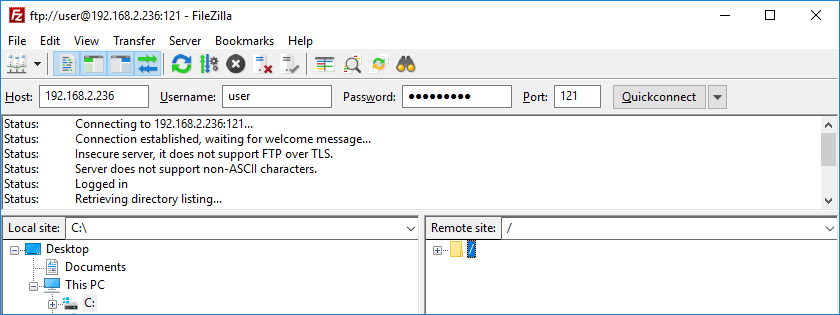 ftp://user@192.168.2.236:121 - FileZilla
File Edit View Transfer Server Bookmarks Help
Host: 192.168.2.236 Username: user Password: ●●●●●●●●● Port: 121 Quickconnect
Status: Connecting to 192.168.2.236:121...
Status: Connection established, waiting for welcome message...
Status: Insecure server, it does not support FTP over TLS.
Status: Server does not support non-ASCII characters.
Status: Logged in
Status: Retrieving directory listing...
Local site: C:\ Remote site: /
Desktop /
Documents
This PC
C: